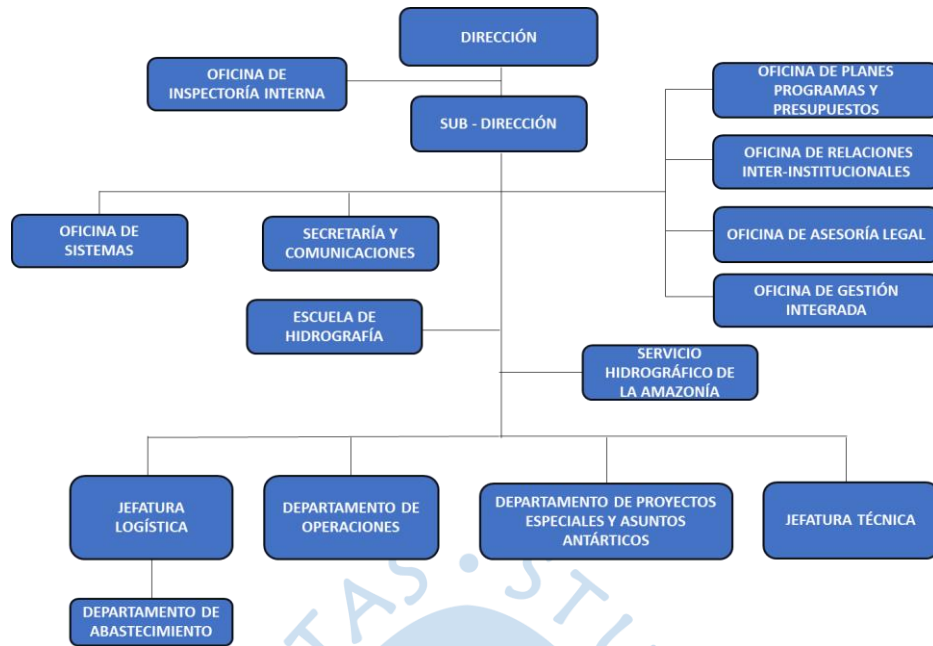 DIRECCIÓN
OFICINA DE
INSPECTORÍA INTERNA
SUB - DIRECCIÓN
OFICINA DE PLANES
PROGRAMAS Y
PRESUPUESTOS
OFICINA DE RELACIONES
INTER-INSTITUCIONALES
OFICINA DE ASESORÍA LEGAL
OFICINA DE GESTIÓN
INTEGRADA
OFICINA DE
SISTEMAS
SECRETARÍA Y
COMUNICACIONES
ESCUELA DE
HIDROGRAFÍA
SERVICIO
HIDROGRÁFICO DE
LA AMAZONÍA
JEFATURA
LOGÍSTICA
DEPARTAMENTO DE
OPERACIONES
DEPARTAMENTO DE PROYECTOS
ESPECIALES Y ASUNTOS
ANTÁRTICOS
JEFATURA TÉCNICA
DEPARTAMENTO DE
ABASTECIMIENTO